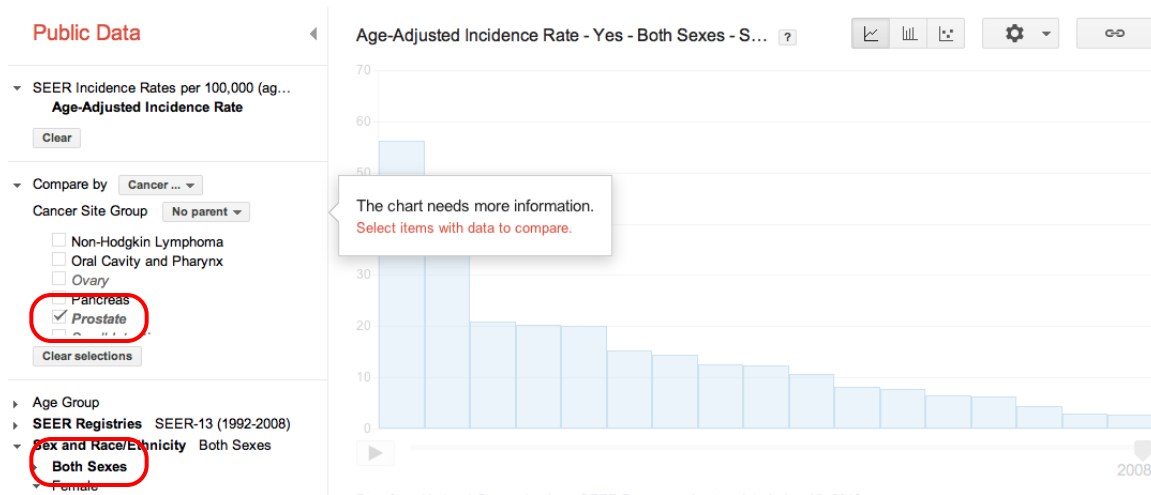 Public Data
SEER Incidence Rates per 100,000 (ag...
Age-Adjusted Incidence Rate
Clear
Compare by Cancer ...
Cancer Site Group No parent
Non-Hodgkin Lymphoma
Oral Cavity and Pharynx
Ovary
Pancreas
Prostate
Clear selections
Age Group
SEER Registries SEER-13 (1992-2008)
Sex and Race/Ethnicity Both Sexes
Both Sexes
Female
Age-Adjusted Incidence Rate - Yes - Both Sexes - S... ?
70
60
50
The chart needs more information.
Select items with data to compare.
30
20
10
0
2008